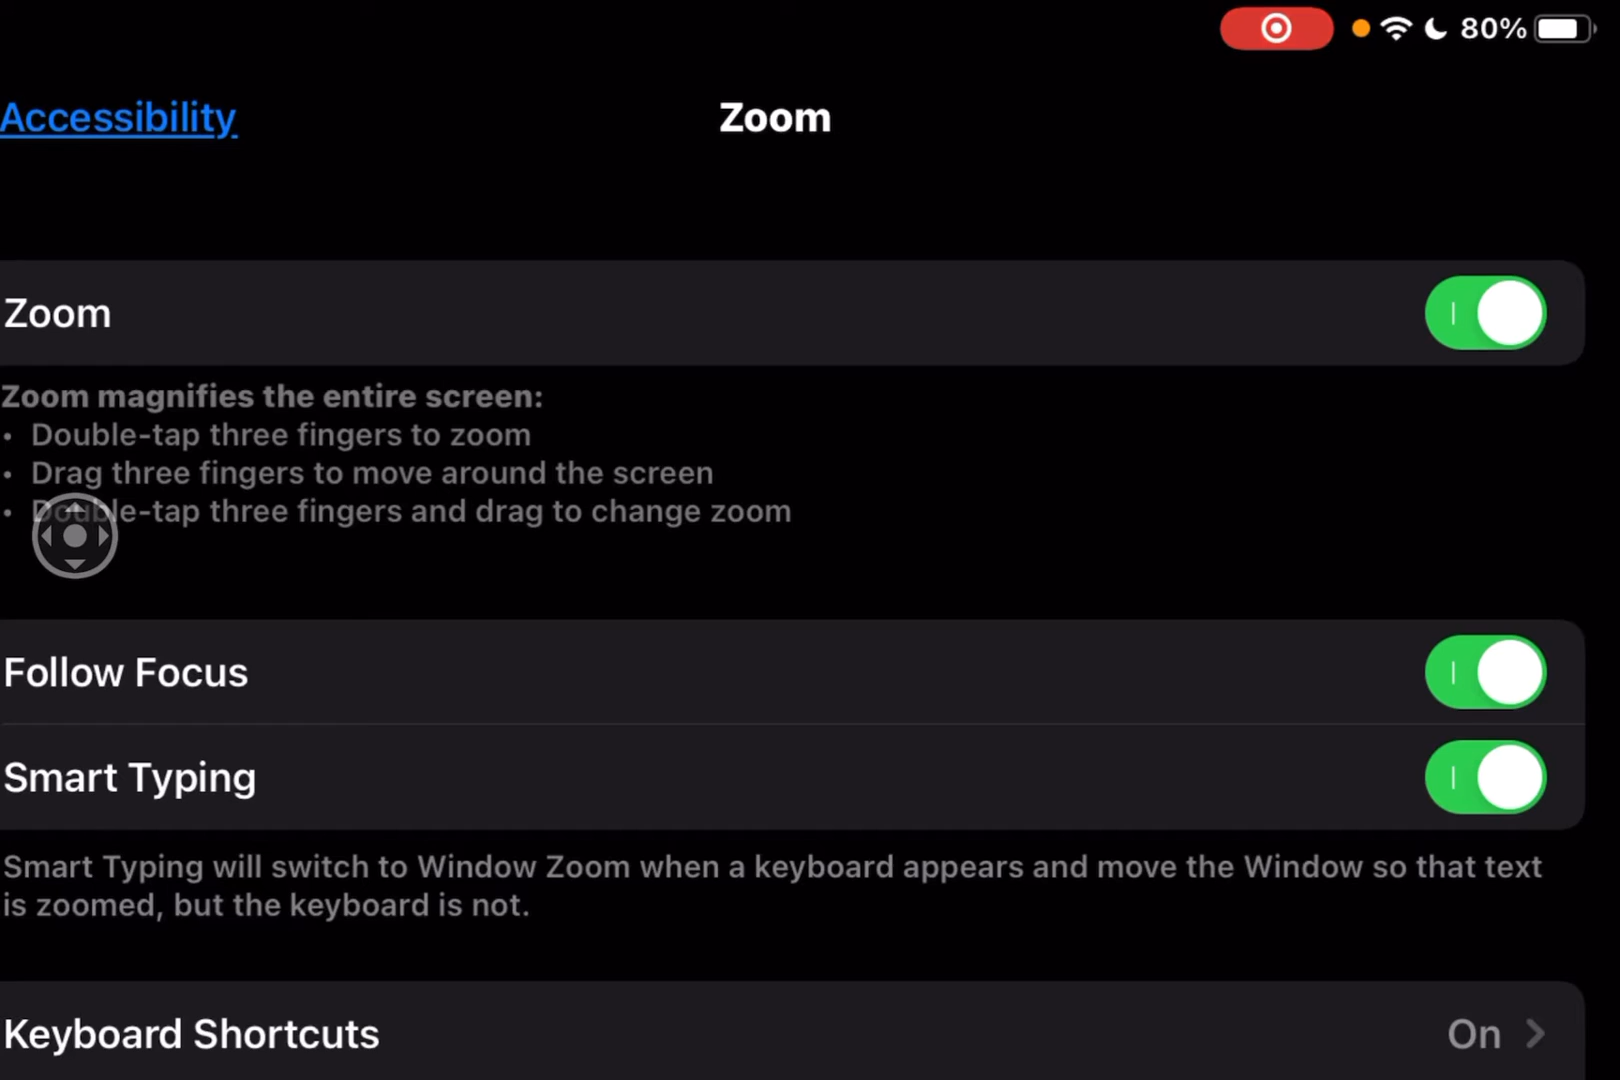 80%
Accessibility
Zoom
Zoom
Zoom magnifies the entire screen:
• Double-tap three fingers to zoom
• Drag three fingers to move around the screen
• Double-tap three fingers and drag to change zoom
Follow Focus
Smart Typing
Smart Typing will switch to Window Zoom when a keyboard appears and move the Window so that text
is zoomed, but the keyboard is not.
Keyboard Shortcuts On